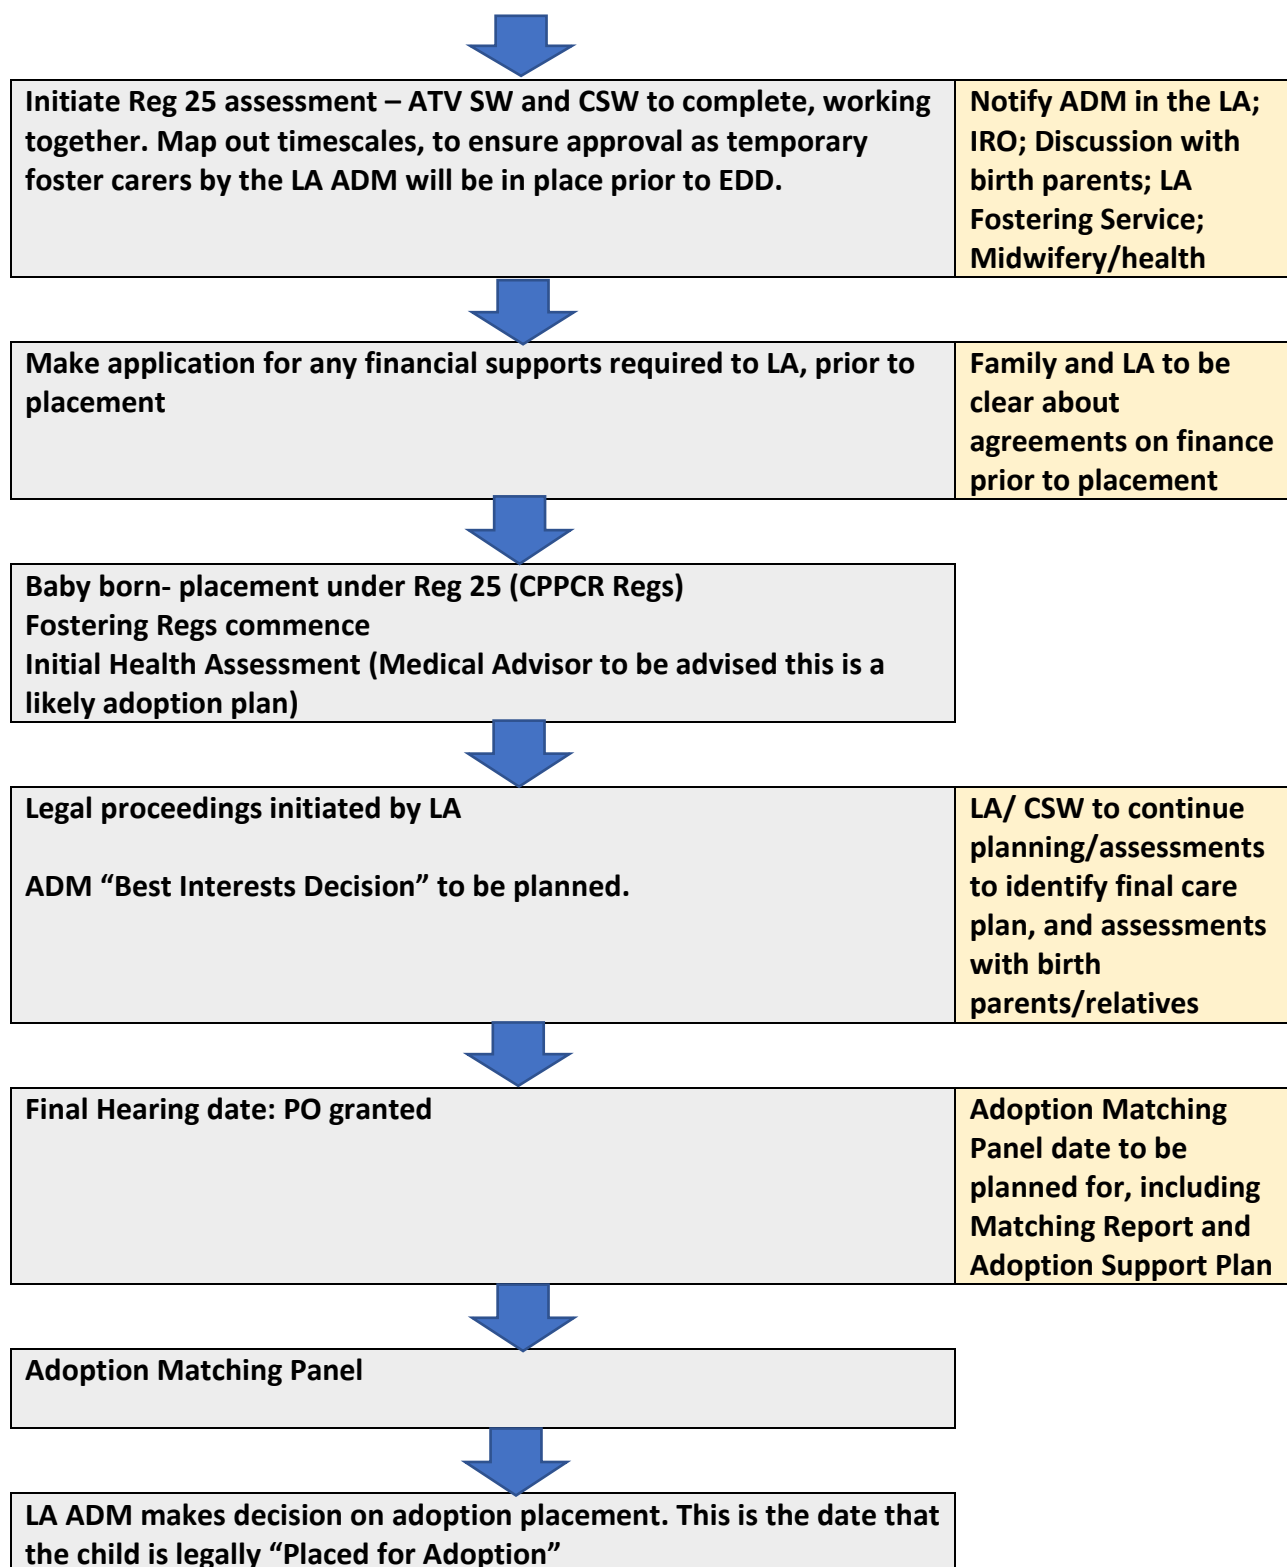 Initiate Reg 25 assessment – ATV SW and CSW to complete, working
together. Map out timescales, to ensure approval as temporary
foster carers by the LA ADM will be in place prior to EDD.
Notify ADM in the LA;
IRO; Discussion with
birth parents; LA
Fostering Service;
Midwifery/health
Make application for any financial supports required to LA, prior to
placement
Family and LA to be
clear about
agreements on finance
prior to placement
Baby born- placement under Reg 25 (CPPCR Regs)
Fostering Regs commence
Initial Health Assessment (Medical Advisor to be advised this is a
likely adoption plan)
Legal proceedings initiated by LA
ADM “Best Interests Decision” to be planned.
LA/ CSW to continue
planning/assessments
to identify final care
plan, and assessments
with birth
parents/relatives
Final Hearing date: PO granted
Adoption Matching
Panel date to be
planned for, including
Matching Report and
Adoption Support Plan
Adoption Matching Panel
LA ADM makes decision on adoption placement. This is the date that
the child is legally “Placed for Adoption”